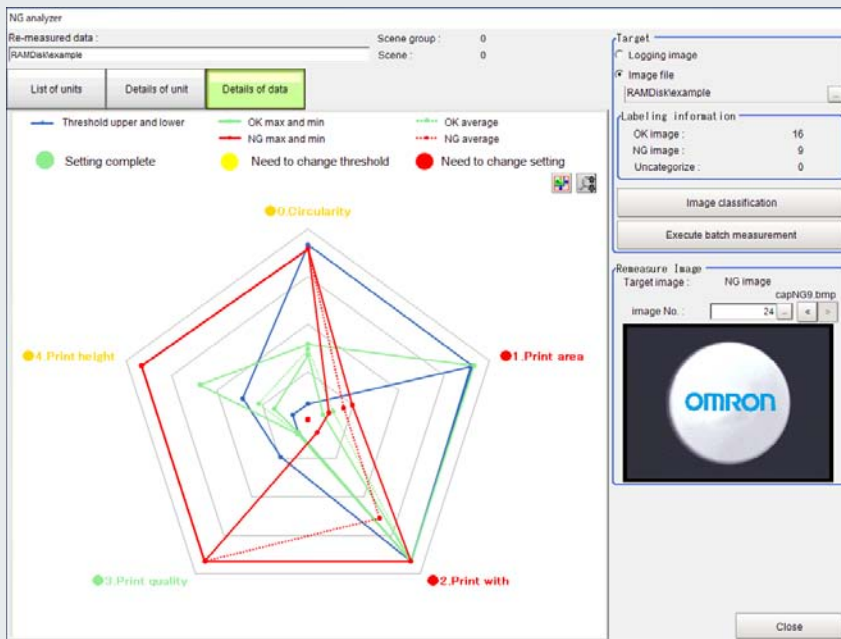 NG analyzer
Re-measured data :
RAMDisk\example
Scene group : 0
Scene : 0
List of units
Details of unit
Details of data
Threshold upper and lower
OK max and min
OK average
NG max and min
NG average
Setting complete
Need to change threshold
Need to change setting
0.Circularity
4.Print height
1.Print area
3.Print quality
2.Print with
Target
Logging image
Image file
RAMDisk\example
...
Labeling information
OK image : 16
NG image : 9
Uncategorize : 0
Image classification
Execute batch measurement
Remeasure Image
Target image : NG image
capNG9.bmp
image No. : 24 ... < >
OMRON
Close